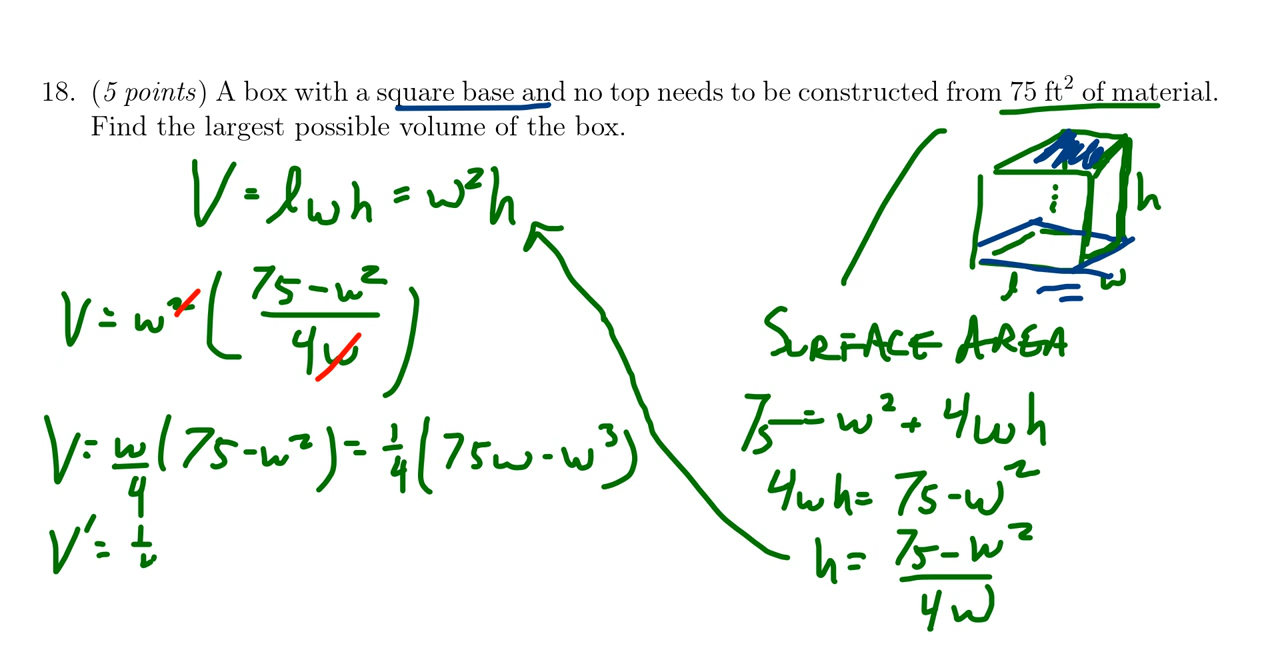 18. (5 points) A box with a square base and no top needs to be constructed from 75 ft² of material.
Find the largest possible volume of the box.
V = lwh = w²h
V = w² ( (75 - w²) / 4w )
V = w/4 (75 - w²) = 1/4 (75w - w³)
V' = 1/
h
l
w
SURFACE AREA
75 = w² + 4wh
4wh = 75 - w²
h = (75 - w²) / 4w